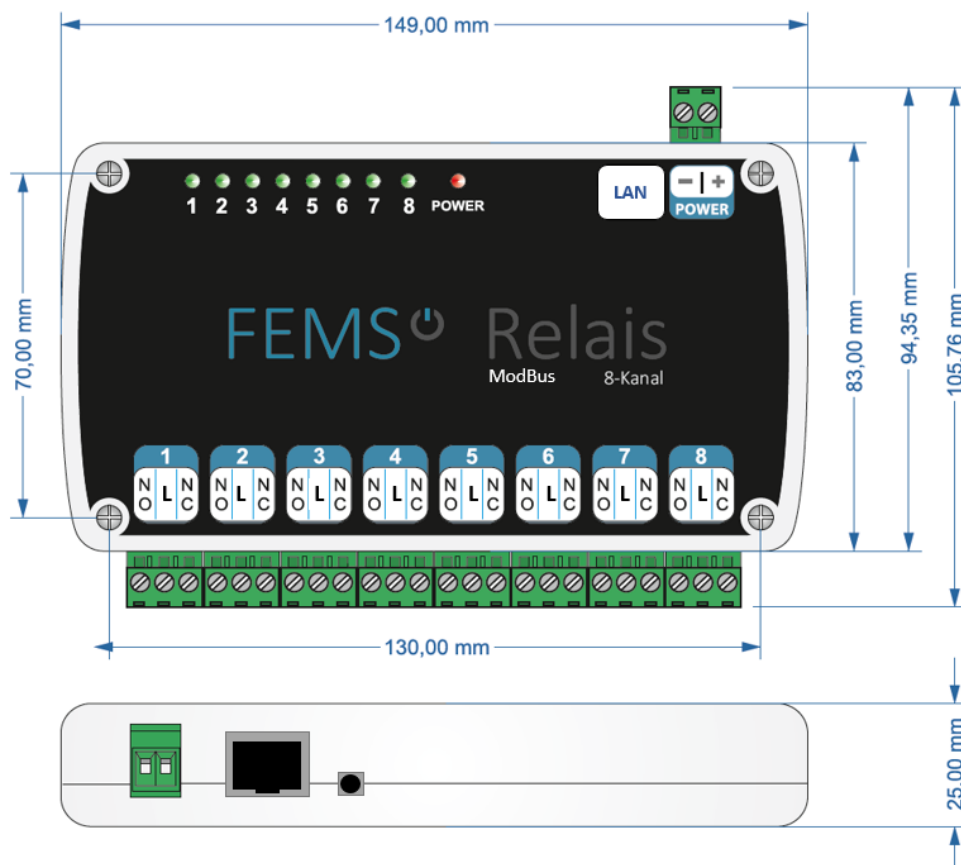 149,00 mm
1 2 3 4 5 6 7 8 POWER
LAN
- | +
POWER
70,00 mm
83,00 mm
94,35 mm
105,76 mm
FEMS Relais
ModBus 8-Kanal
1 2 3 4 5 6 7 8
NO L NC NO L NC NO L NC NO L NC NO L NC NO L NC NO L NC NO L NC
130,00 mm
25,00 mm